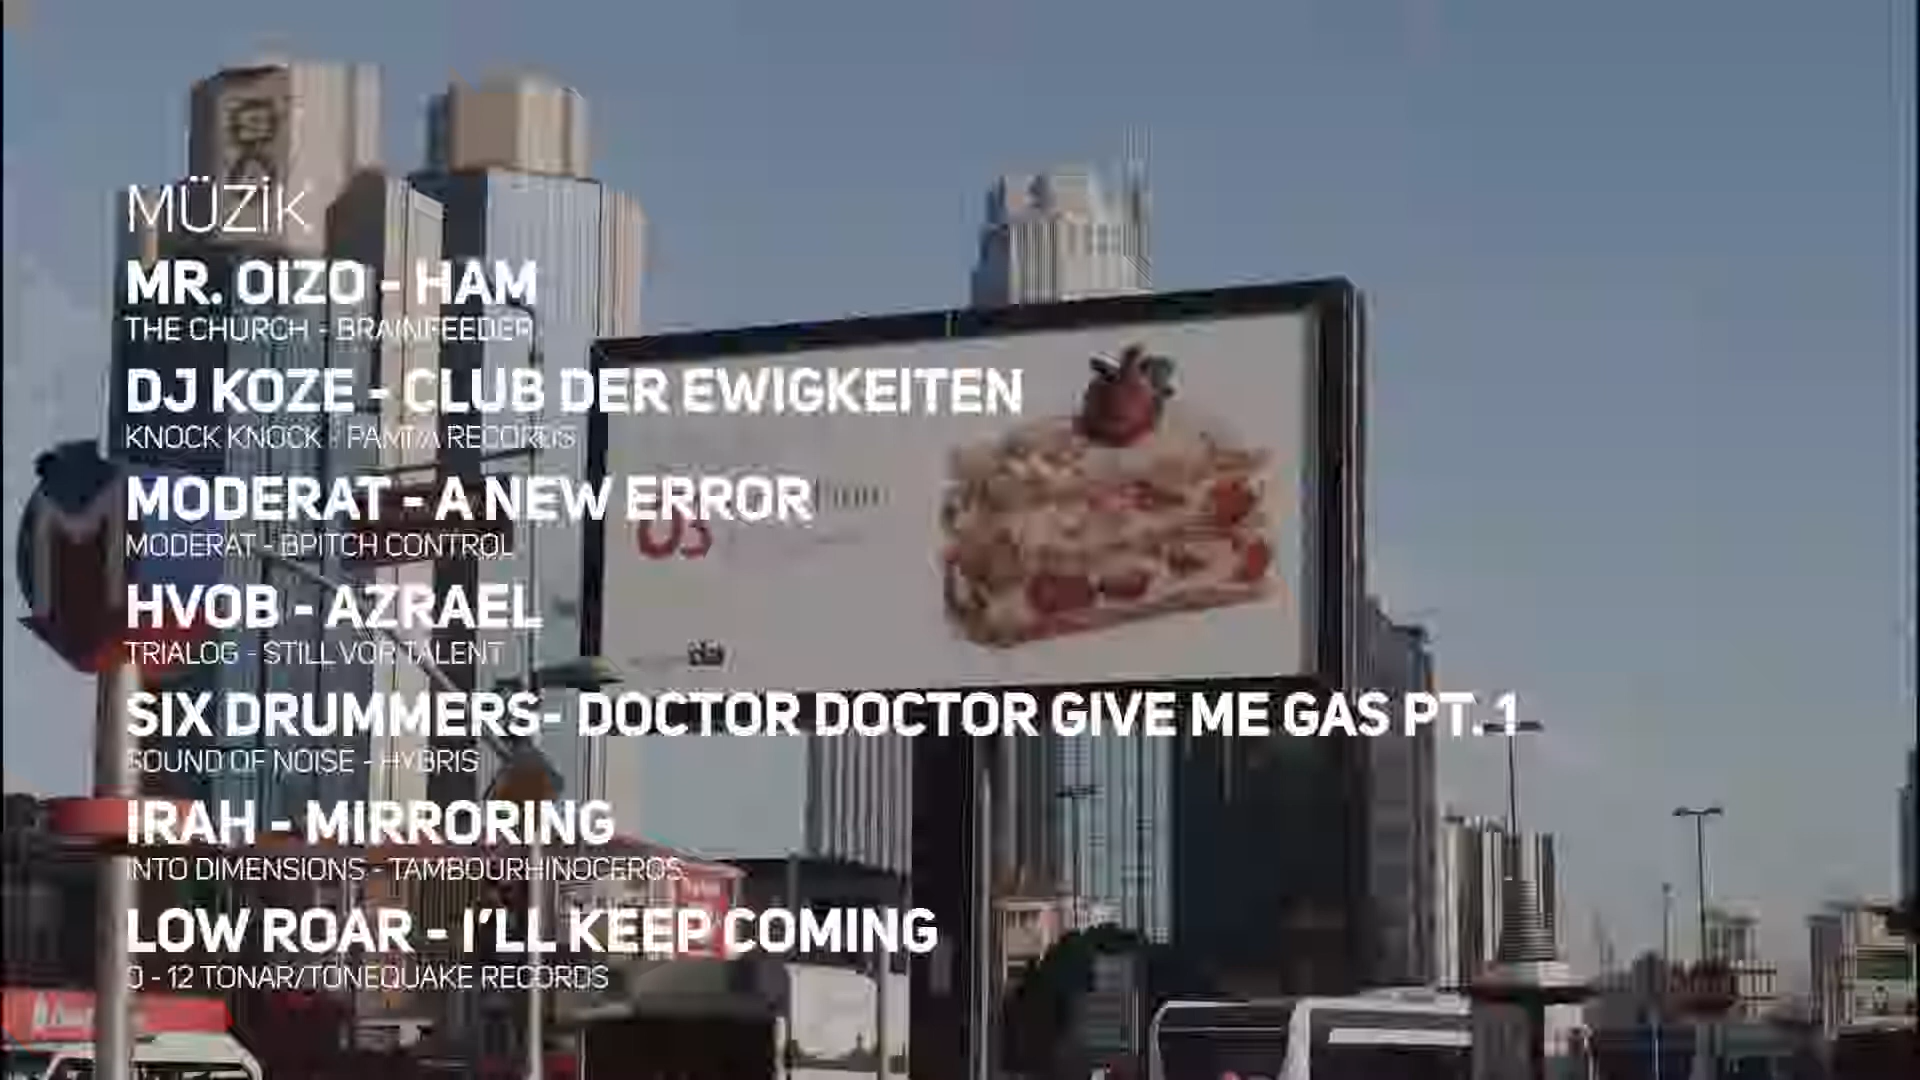 MÜZİK
MR. OIZO - HAM
THE CHURCH - BRAINFEEDER
DJ KOZE - CLUB DER EWIGKEITEN
KNOCK KNOCK - PAMPA RECORDS
MODERAT - A NEW ERROR
MODERAT - BPITCH CONTROL
HVOB - AZRAEL
TRIALOG - STILL VOR TALENT
SIX DRUMMERS- DOCTOR DOCTOR GIVE ME GAS PT. 1
SOUND OF NOISE - HYBRIS
IRAH - MIRRORING
INTO DIMENSIONS - TAMBOURHINOCEROS
LOW ROAR - I'LL KEEP COMING
0 - 12 TONAR/TONEQUAKE RECORDS